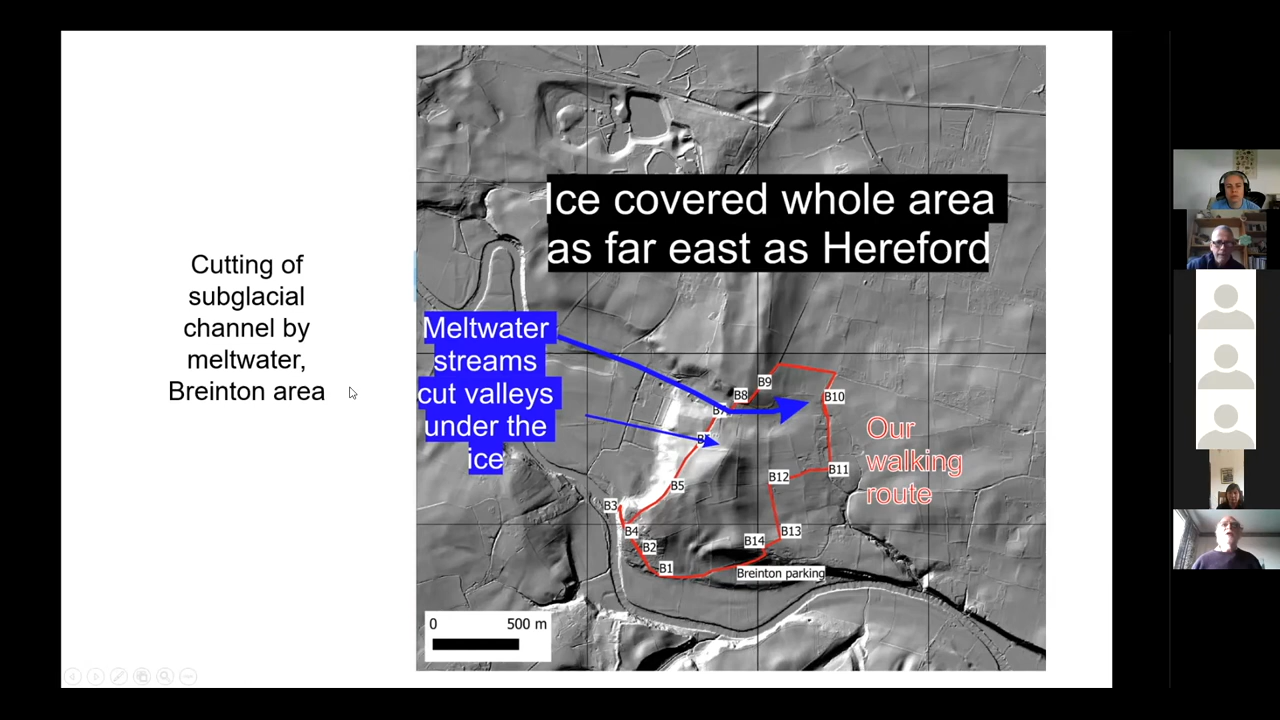 Ice covered whole area
as far east as Hereford
Cutting of
subglacial
channel by
meltwater,
Breinton area
Meltwater
streams
cut valleys
under the
ice
Our
walking
route
B9
B8
B7
B10
B5
B11
B12
B3
B4
B13
B2
B14
B1
Breinton parking
0 500 m